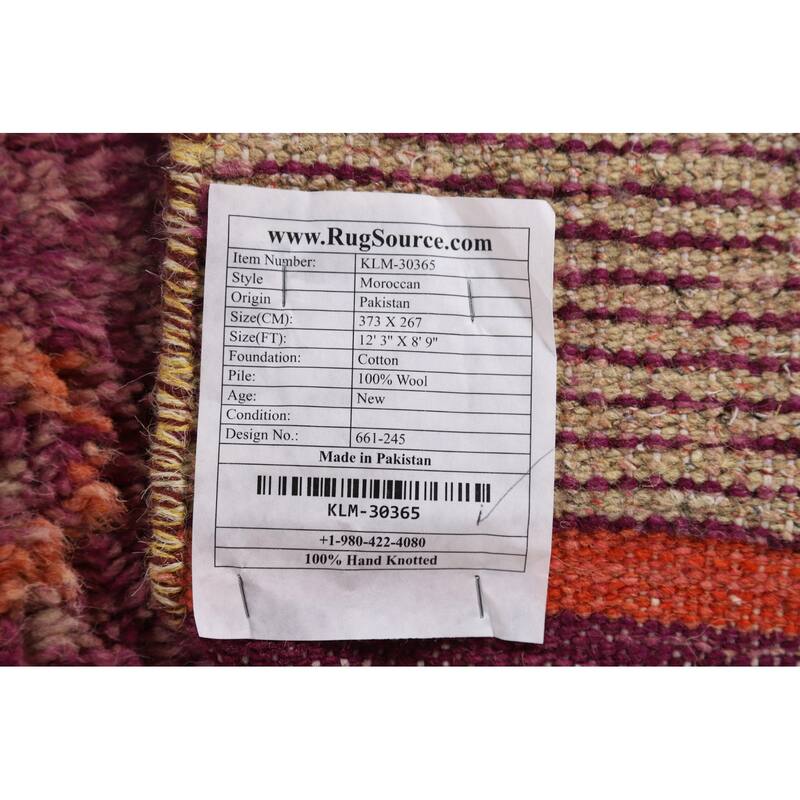 www.RugSource.com
Item Number: KLM-30365
Style Moroccan
Origin Pakistan
Size(CM): 373 X 267
Size(FT): 12' 3" X 8' 9"
Foundation: Cotton
Pile: 100% Wool
Age: New
Condition:
Design No.: 661-245
Made in Pakistan
KLM-30365
+1-980-422-4080
100% Hand Knotted